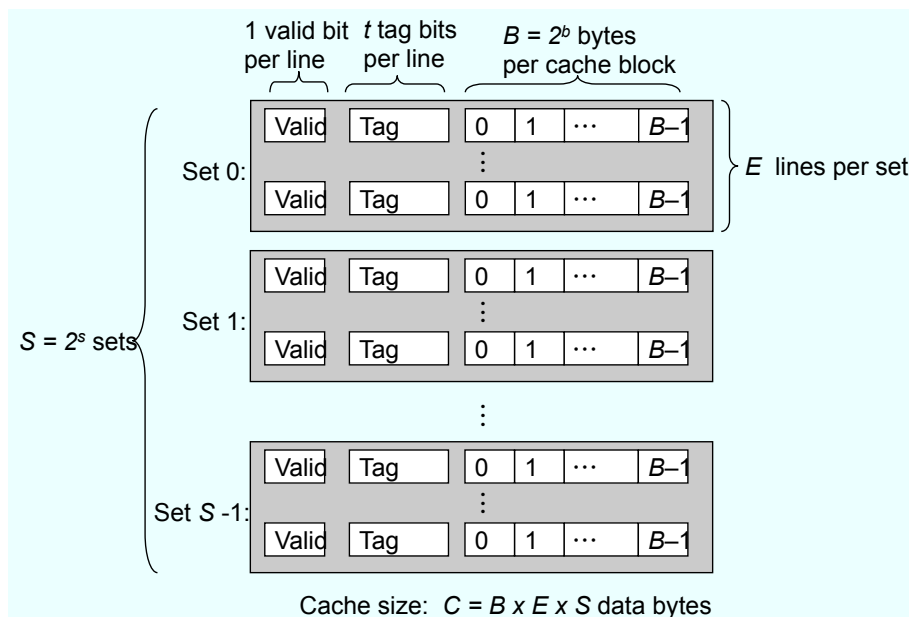 1 valid bit per line
t tag bits per line
B = 2ᵇ bytes per cache block
Valid Tag 0 1 ⋯ B–1
⋮
Set 0:
E lines per set
Valid Tag 0 1 ⋯ B–1
Valid Tag 0 1 ⋯ B–1
⋮
Set 1:
Valid Tag 0 1 ⋯ B–1
S = 2ˢ sets
⋮
Valid Tag 0 1 ⋯ B–1
⋮
Set S -1:
Valid Tag 0 1 ⋯ B–1
Cache size: C = B x E x S data bytes